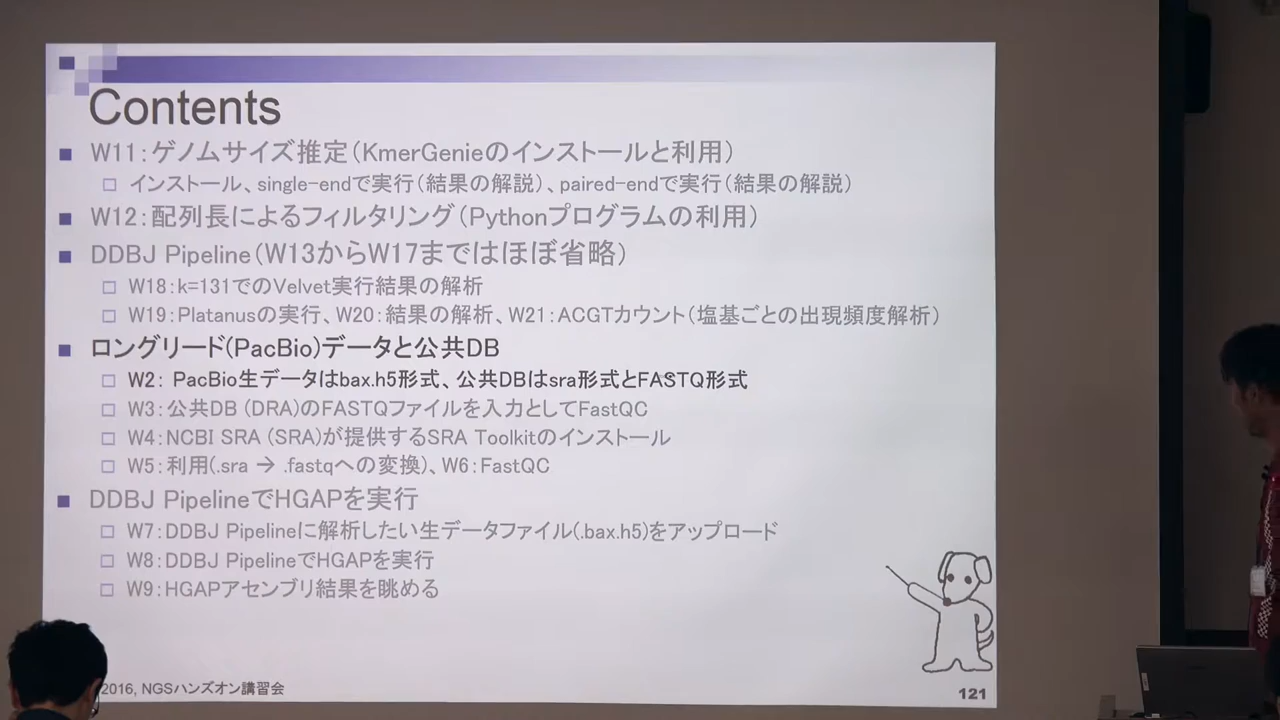 Contents
W11：ゲノムサイズ推定（KmerGenieのインストールと利用）
インストール、single-endで実行（結果の解説）、paired-endで実行（結果の解説）
W12：配列長によるフィルタリング（Pythonプログラムの利用）
DDBJ Pipeline（W13からW17まではほぼ省略）
W18：k=131でのVelvet実行結果の解析
W19：Platanusの実行、W20：結果の解析、W21：ACGTカウント（塩基ごとの出現頻度解析）
ロングリード(PacBio)データと公共DB
W2： PacBio生データはbax.h5形式、公共DBはsra形式とFASTQ形式
W3：公共DB (DRA)のFASTQファイルを入力としてFastQC
W4：NCBI SRA (SRA)が提供するSRA Toolkitのインストール
W5：利用(.sra → .fastqへの変換)、W6：FastQC
DDBJ PipelineでHGAPを実行
W7：DDBJ Pipelineに解析したい生データファイル(.bax.h5)をアップロード
W8：DDBJ PipelineでHGAPを実行
W9：HGAPアセンブリ結果を眺める
2016, NGSハンズオン講習会
121